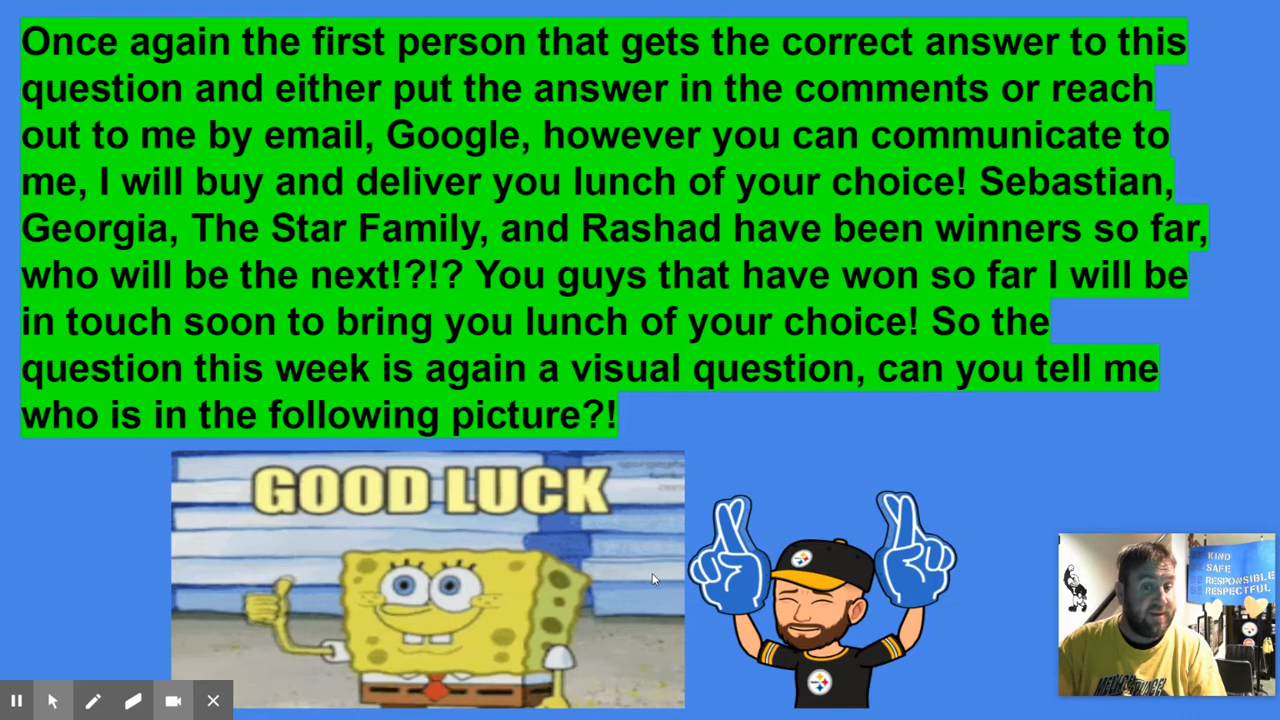 Once again the first person that gets the correct answer to this
question and either put the answer in the comments or reach
out to me by email, Google, however you can communicate to
me, I will buy and deliver you lunch of your choice! Sebastian,
Georgia, The Star Family, and Rashad have been winners so far,
who will be the next!?!? You guys that have won so far I will be
in touch soon to bring you lunch of your choice! So the
question this week is again a visual question, can you tell me
who is in the following picture?!
GOOD LUCK
KIND
SAFE
RESPONSIBLE
RESPECTFUL